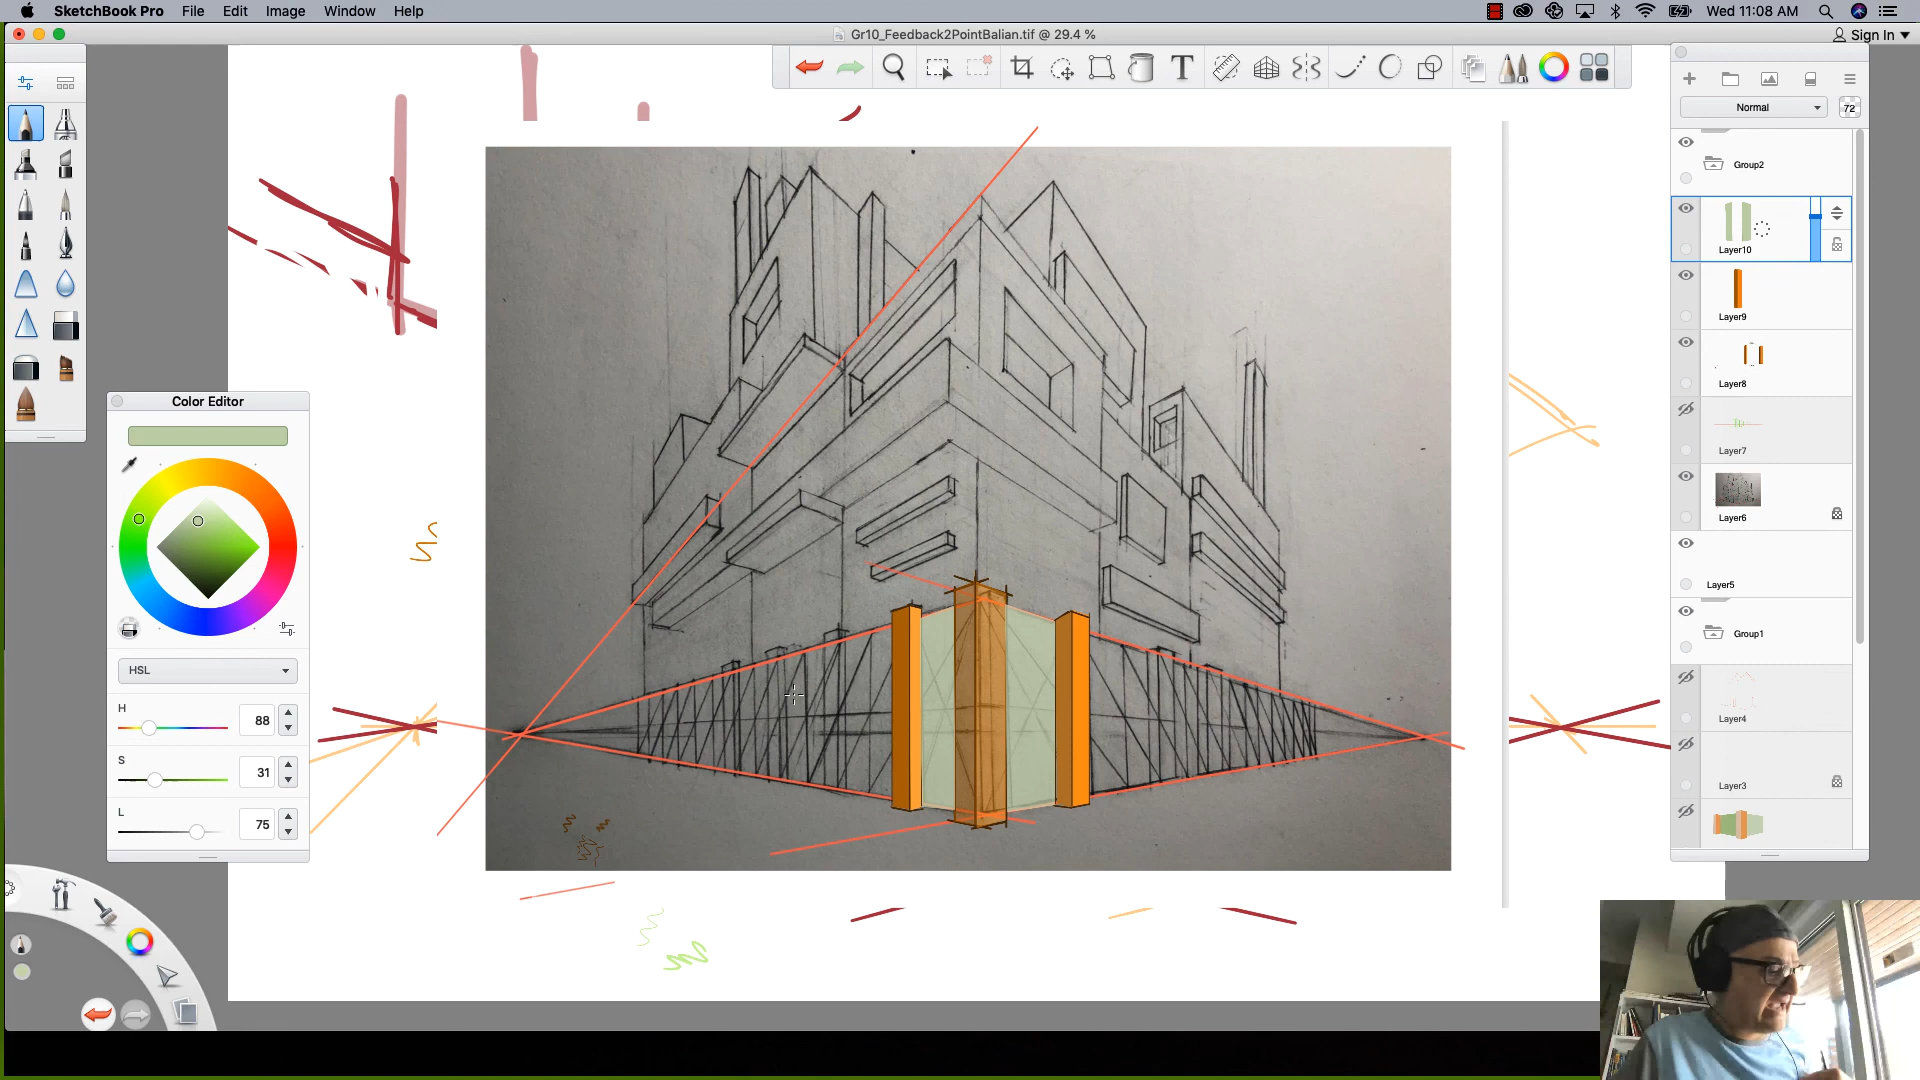 SketchBook Pro File Edit Image Window Help Wed 11:08 AM
Gr10_Feedback2PointBalian.tif @ 29.4 %
Sign In
Normal 72
Group2
Layer10
Layer9
Layer8
Layer7
Layer6
Layer5
Group1
Layer4
Layer3
Color Editor
HSL
H 88
S 31
L 75